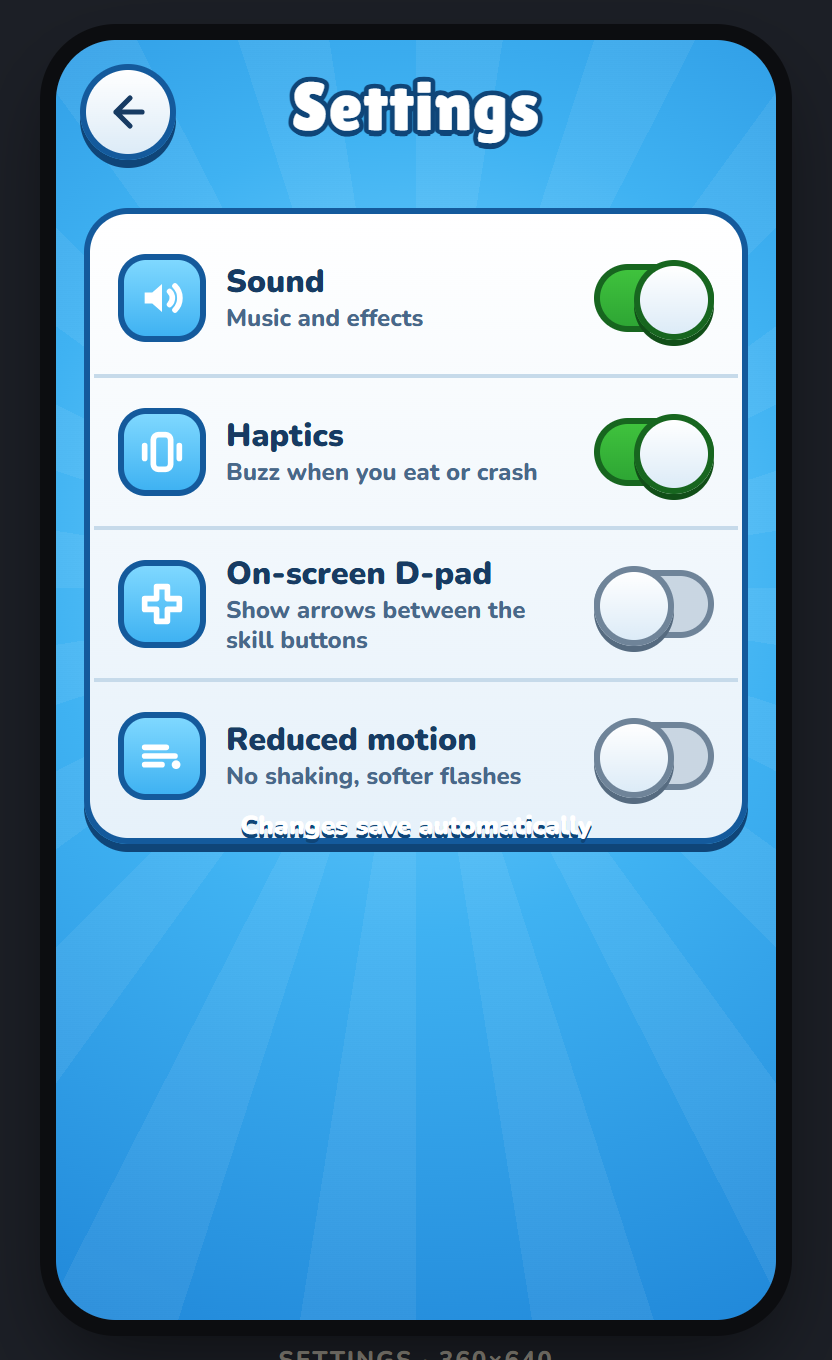 Settings
Sound
Music and effects
Haptics
Buzz when you eat or crash
On-screen D-pad
Show arrows between the
skill buttons
Reduced motion
No shaking, softer flashes
Changes save automatically
SETTINGS · 360×640